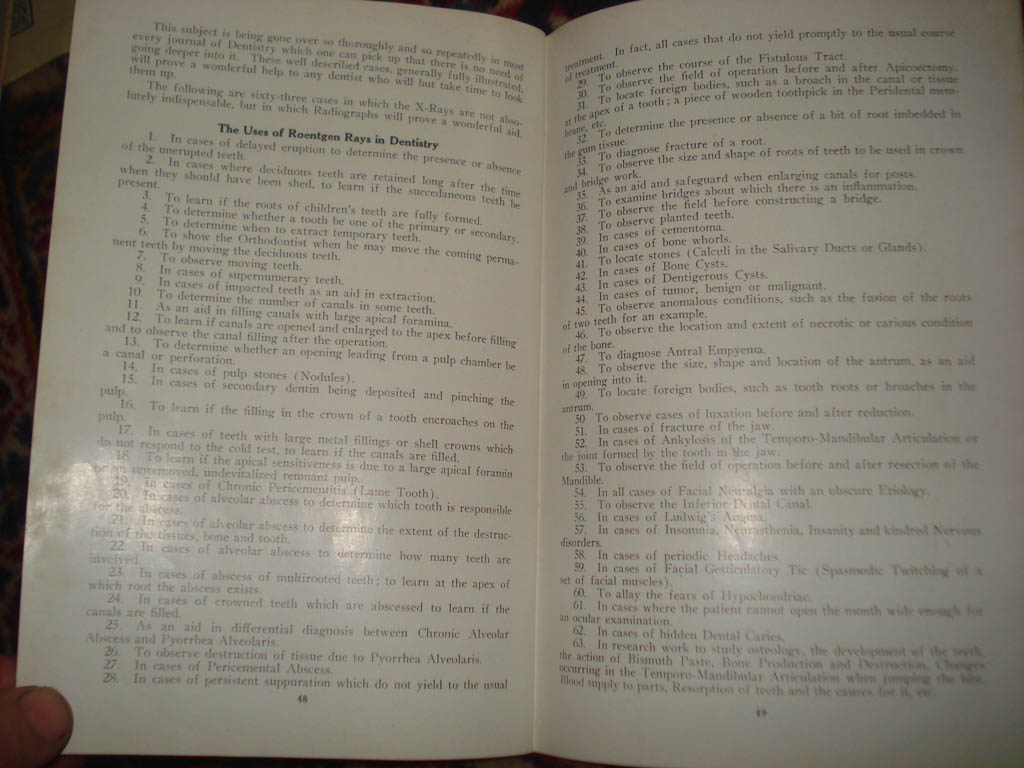 This subject is being gone over so thoroughly and so repeatedly in most
every journal of Dentistry which one can pick up that there is no need of
going deeper into it. These well described cases, generally fully illustrated,
will prove a wonderful help to any dentist who will but take time to look
them up.
The following are sixty-three cases in which the X-Rays are not abso-
lutely indispensable, but in which Radiographs will prove a wonderful aid.
The Uses of Roentgen Rays in Dentistry
1. In cases of delayed eruption to determine the presence or absence
of the unerupted teeth.
2. In cases where deciduous teeth are retained long after the time
when they should have been shed, to learn if the succedaneous teeth be
present.
3. To learn if the roots of children's teeth are fully formed.
4. To determine whether a tooth be one of the primary or secondary.
5. To determine when to extract temporary teeth.
6. To show the Orthodontist when he may move the coming perma-
nent teeth by moving the deciduous teeth.
7. To observe moving teeth.
8. In cases of supernumerary teeth.
9. In cases of impacted teeth as an aid in extraction.
10. To determine the number of canals in some teeth.
11. As an aid in filling canals with large apical foramina.
12. To learn if canals are opened and enlarged to the apex before filling
and to observe the canal filling after the operation.
13. To determine whether an opening leading from a pulp chamber be
a canal or perforation.
14. In cases of pulp stones (Nodules).
15. In cases of secondary dentin being deposited and pinching the
pulp.
16. To learn if the filling in the crown of a tooth encroaches on the
pulp.
17. In cases of teeth with large metal fillings or shell crowns which
do not respond to the cold test, to learn if the canals are filled.
18. To learn if the apical sensitiveness is due to a large apical foramin
or an unremoved, undevitalized remnant pulp.
19. In cases of Chronic Pericementitis (Lame Tooth).
20. In cases of alveolar abscess to determine which tooth is responsible
for the abscess.
21. In cases of alveolar abscess to determine the extent of the destruc-
tion of the tissues, bone and tooth.
22. In cases of alveolar abscess to determine how many teeth are
involved.
23. In cases of abscess of multirooted teeth; to learn at the apex of
which root the abscess exists.
24. In cases of crowned teeth which are abscessed to learn if the
canals are filled.
25. As an aid in differential diagnosis between Chronic Alveolar
Abscess and Pyorrhea Alveolaris.
26. To observe destruction of tissue due to Pyorrhea Alveolaris.
27. In cases of Pericemental Abscess.
28. In cases of persistent suppuration which do not yield to the usual
48
treatment. In fact, all cases that do not yield promptly to the usual course
of treatment.
29. To observe the course of the Fistulous Tract.
30. To observe the field of operation before and after Apicoectomy.
31. To locate foreign bodies, such as a broach in the canal or tissue
at the apex of a tooth; a piece of wooden toothpick in the Peridental mem-
brane, etc.
32. To determine the presence or absence of a bit of root imbedded in
the gum tissue.
33. To diagnose fracture of a root.
34. To observe the size and shape of roots of teeth to be used in crown
and bridge work.
35. As an aid and safeguard when enlarging canals for posts.
36. To examine bridges about which there is an inflammation.
37. To observe the field before constructing a bridge.
38. To observe planted teeth.
39. In cases of cementoma.
40. In cases of bone whorls.
41. To locate stones (Calculi in the Salivary Ducts or Glands).
42. In cases of Bone Cysts.
43. In cases of Dentigerous Cysts.
44. In cases of tumor, benign or malignant.
45. To observe anomalous conditions, such as the fusion of the roots
of two teeth for an example.
46. To observe the location and extent of necrotic or carious condition
of the bone.
47. To diagnose Antral Empyema.
48. To observe the size, shape and location of the antrum, as an aid
in opening into it.
49. To locate foreign bodies, such as tooth roots or broaches in the
antrum.
50 To observe cases of luxation before and after reduction.
51. In cases of fracture of the jaw.
52. In cases of Ankylosis of the Temporo-Mandibular Articulation or
the joint formed by the tooth in the jaw.
53. To observe the field of operation before and after resection of the
Mandible.
54. In all cases of Facial Neuralgia with an obscure Etiology.
55. To observe the Inferior Dental Canal.
56. In cases of Ludwig's Angina.
57. In cases of Insomnia, Neurasthenia, Insanity and kindred Nervous
disorders.
58. In cases of periodic Headaches.
59. In cases of Facial Gesticulatory Tic (Spasmodic Twitching of a
set of facial muscles).
60. To allay the fears of Hypochondriac.
61. In cases where the patient cannot open the mouth wide enough for
an ocular examination.
62. In cases of hidden Dental Caries.
63. In research work to study osteology, the development of the teeth,
the action of Bismuth Paste, Bone Production and Destruction, Changes
occurring in the Temporo-Mandibular Articulation when jumping the bite,
Blood supply to parts, Resorption of teeth and the causes for it, etc.
49